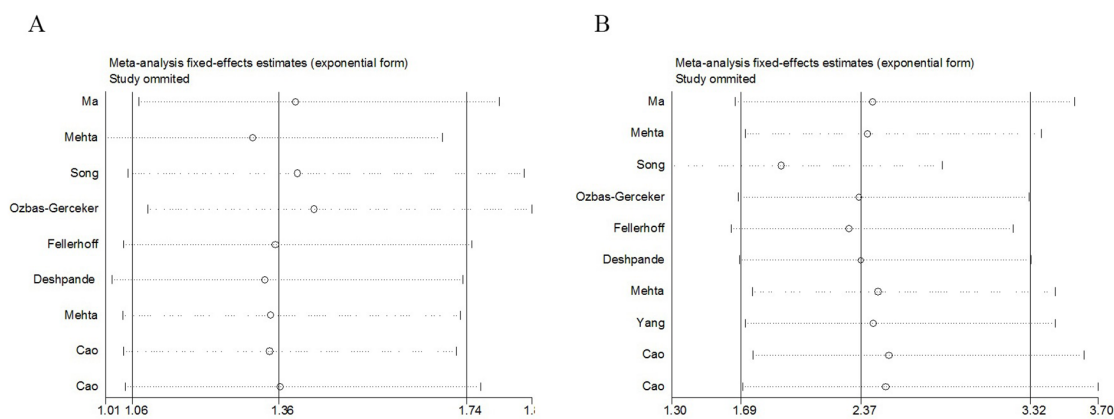 A
Meta-analysis fixed-effects estimates (exponential form)
Study ommited
Ma
Mehta
Song
Ozbas-Gerceker
Fellerhoff
Deshpande
Mehta
Cao
Cao
1.01 1.06 1.36 1.74
B
Meta-analysis fixed-effects estimates (exponential form)
Study ommited
Ma
Mehta
Song
Ozbas-Gerceker
Fellerhoff
Deshpande
Mehta
Yang
Cao
Cao
1.30 1.69 2.37 3.32 3.70